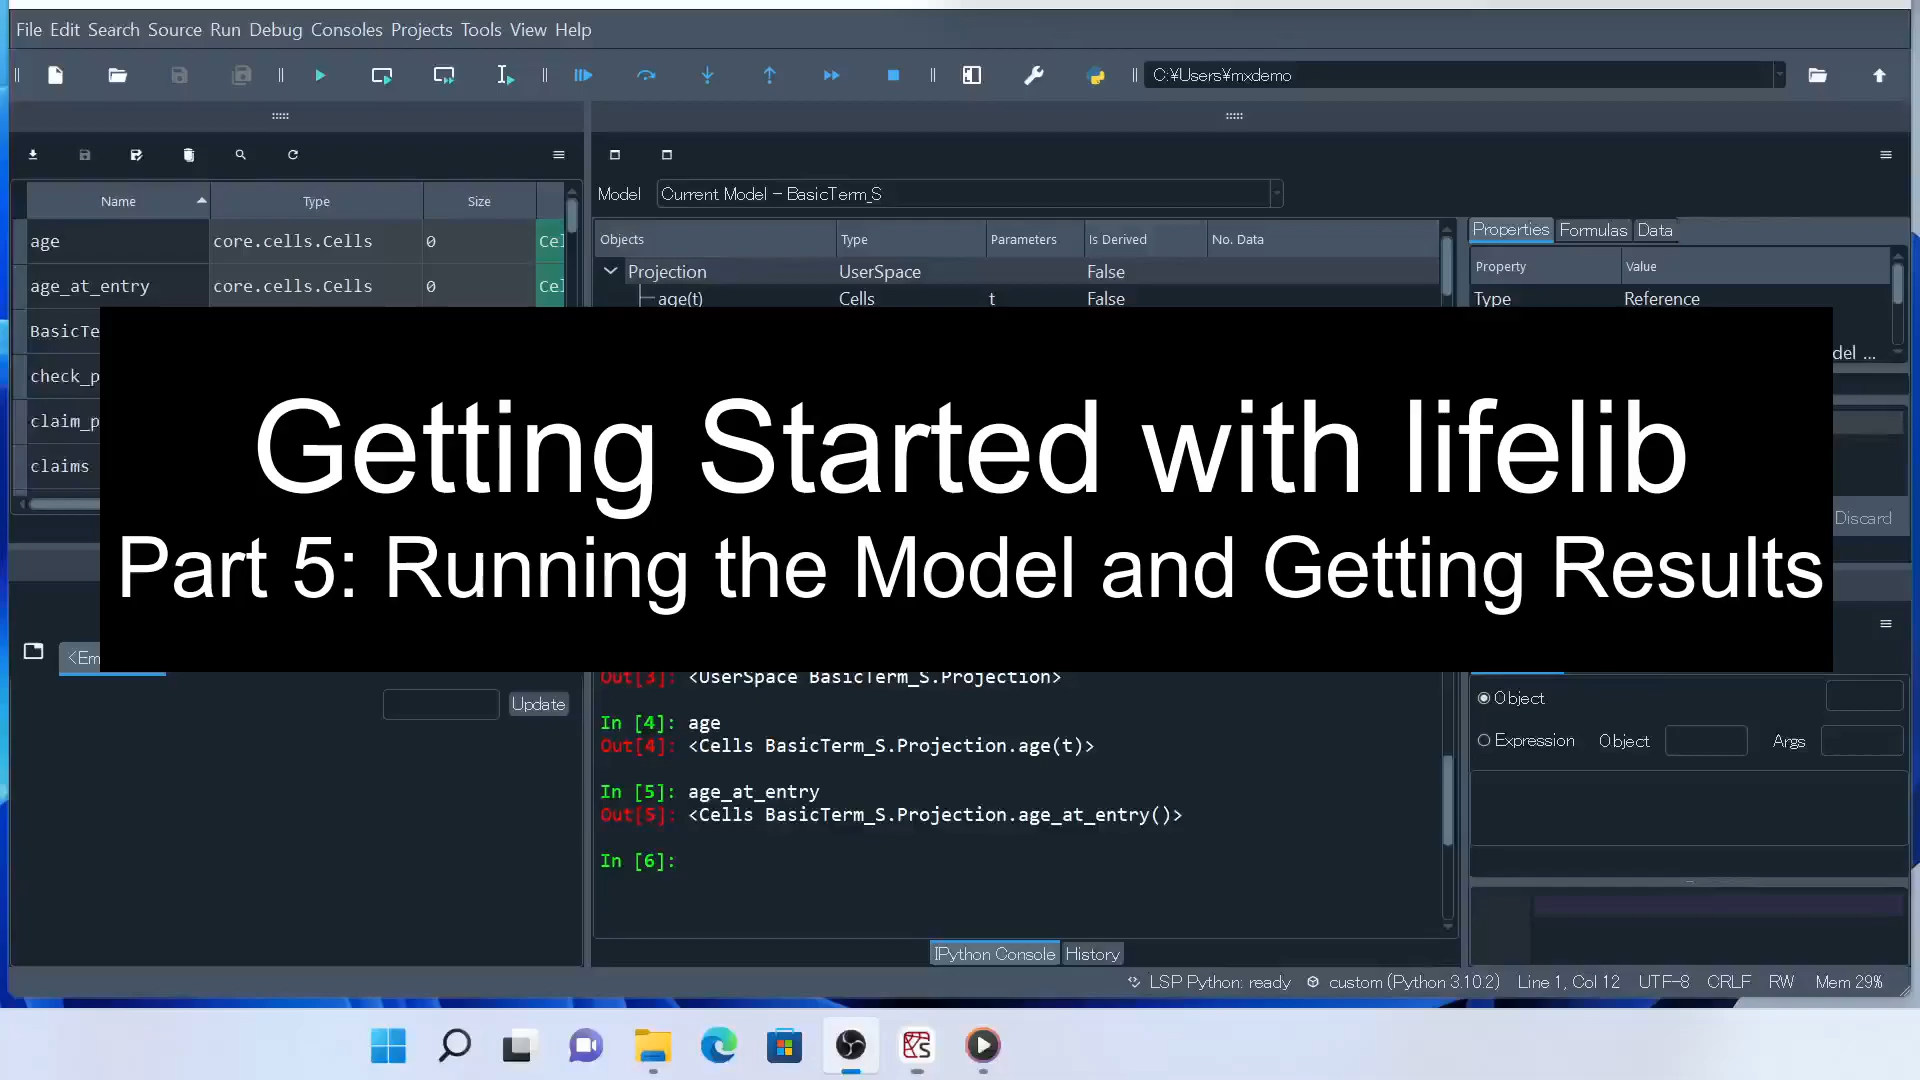 File Edit Search Source Run Debug Consoles Projects Tools View Help
C:¥Users¥mxdemo
Model Current Model - BasicTerm_S
Name Type Size
age core.cells.Cells 0 Cel
age_at_entry core.cells.Cells 0 Cel
BasicTe
check_p
claim_p
claims
Objects Type Parameters Is Derived No. Data
Projection UserSpace False
age(t) Cells t False
Properties Formulas Data
Property Value
Type Reference
del ...
Discard
Getting Started with lifelib
Part 5: Running the Model and Getting Results
<Em
Update
Out[3]: <UserSpace BasicTerm_S.Projection>
In [4]: age
Out[4]: <Cells BasicTerm_S.Projection.age(t)>
In [5]: age_at_entry
Out[5]: <Cells BasicTerm_S.Projection.age_at_entry()>
In [6]:
IPython Console History
Object
Expression Object Args
LSP Python: ready custom (Python 3.10.2) Line 1, Col 12 UTF-8 CRLF RW Mem 29%